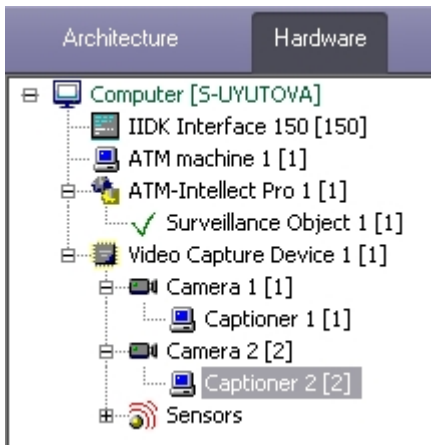 Architecture Hardware
Computer [S-UYUTOVA]
IIDK Interface 150 [150]
ATM machine 1 [1]
ATM-Intellect Pro 1 [1]
Surveillance Object 1 [1]
Video Capture Device 1 [1]
Camera 1 [1]
Captioner 1 [1]
Camera 2 [2]
Captioner 2 [2]
Sensors